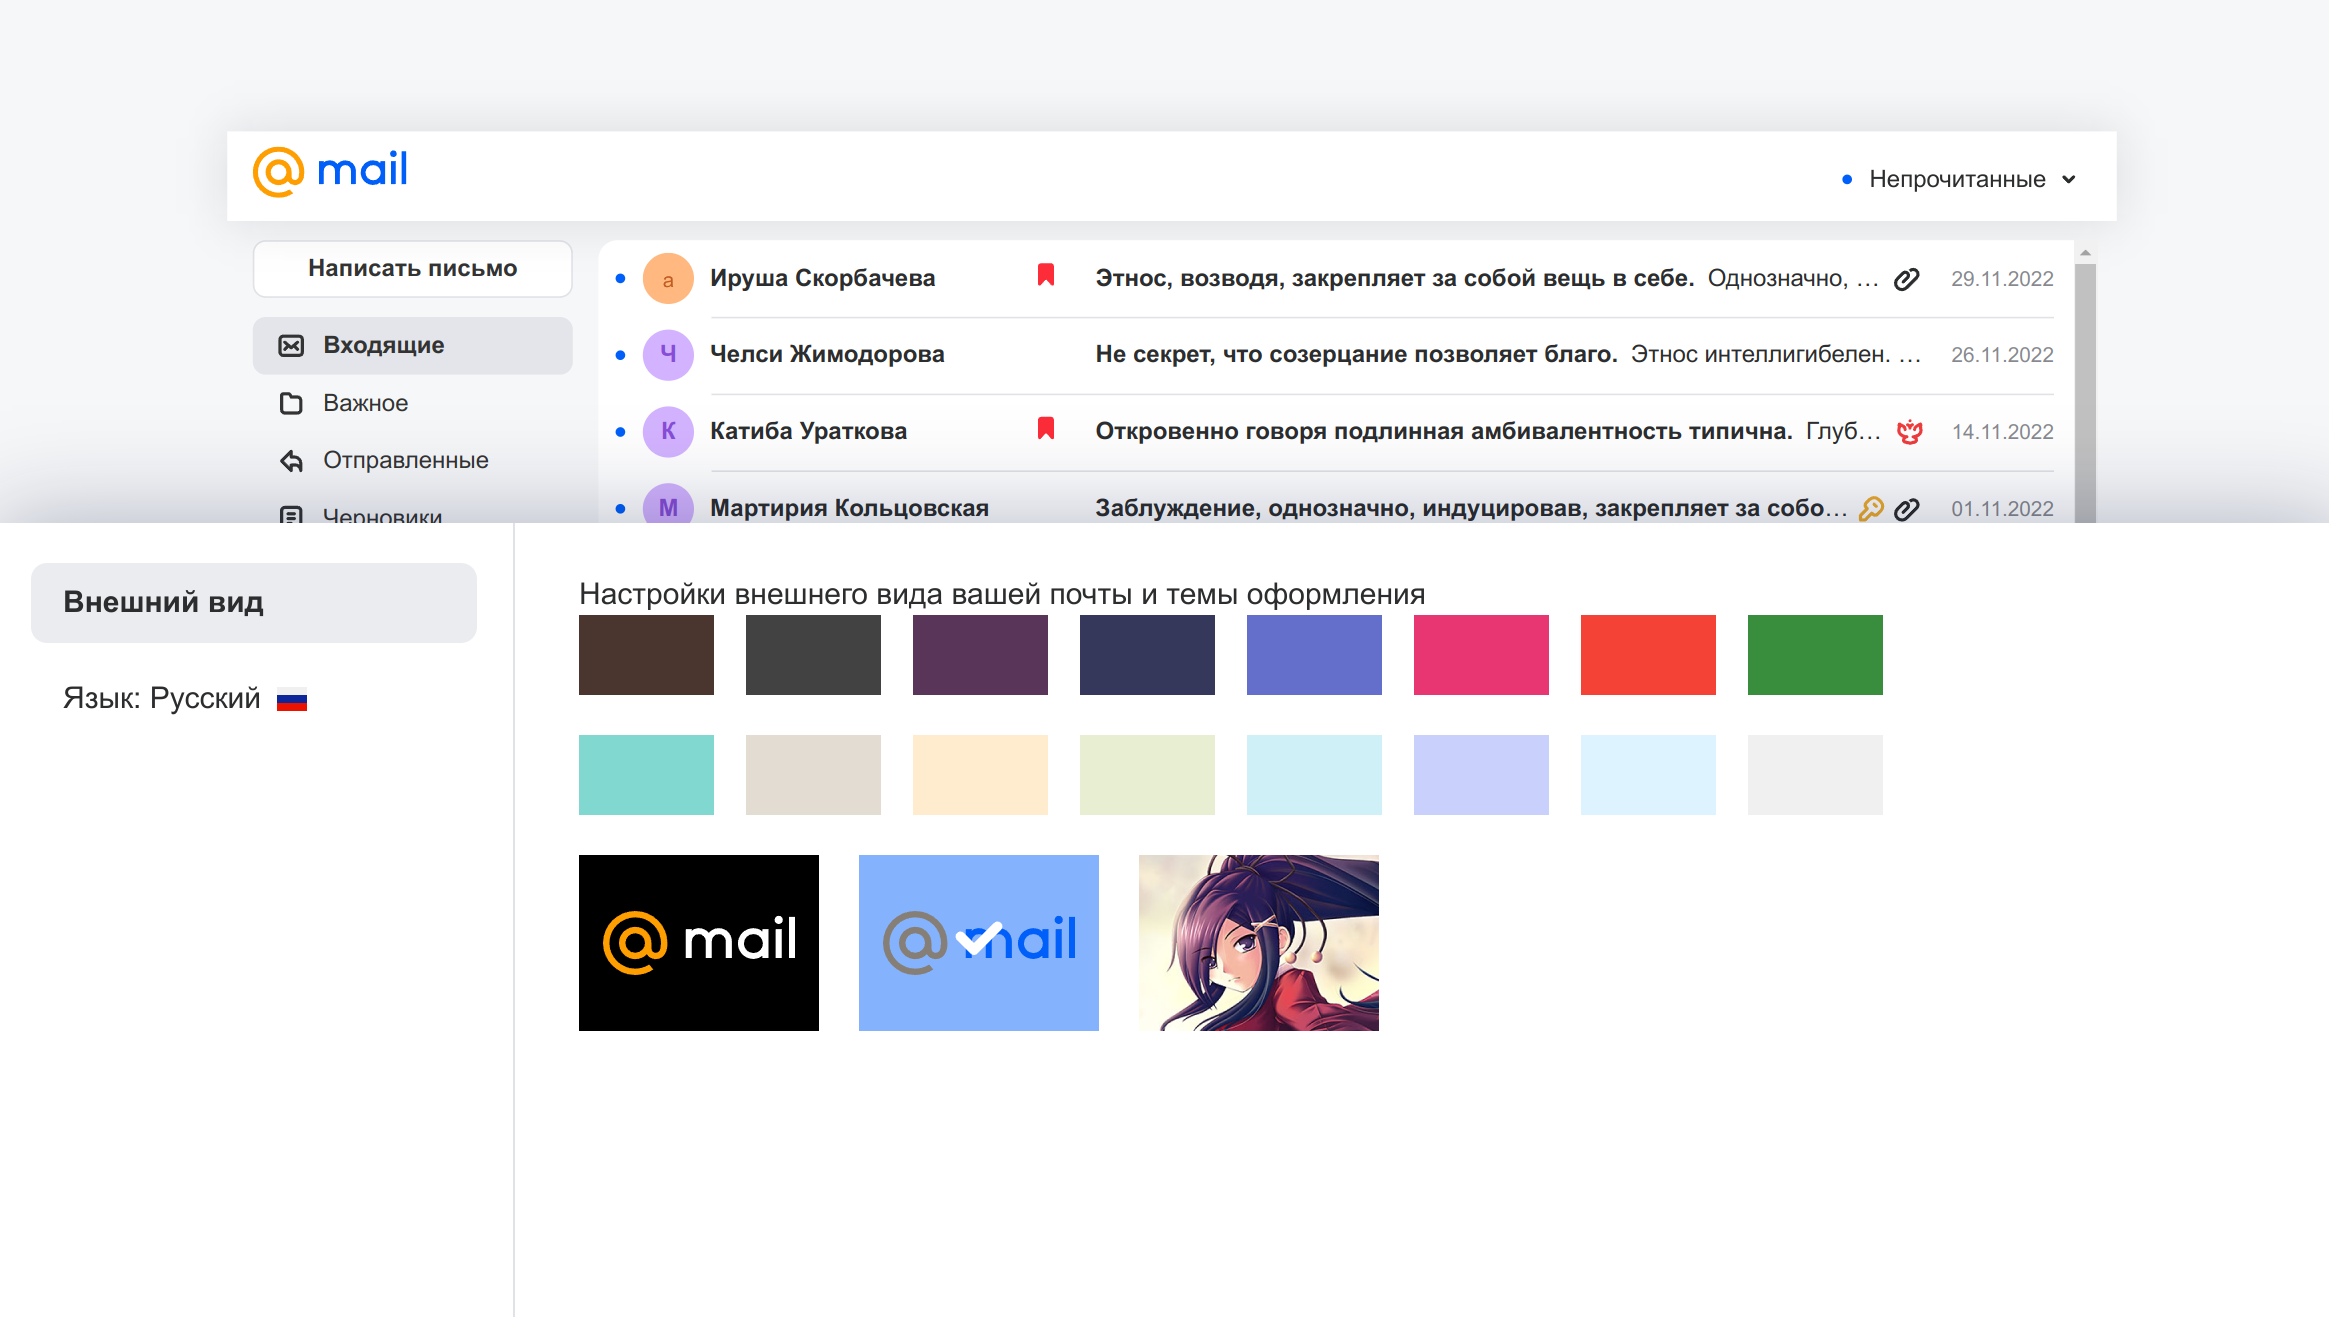 mail
Непрочитанные
Написать письмо
Входящие
Важное
Отправленные
Черновики
а Ируша Скорбачева Этнос, возводя, закрепляет за собой вещь в себе. Однозначно, ... 29.11.2022
Ч Челси Жимодорова Не секрет, что созерцание позволяет благо. Этнос интеллигибелен. ... 26.11.2022
К Катиба Ураткова Откровенно говоря подлинная амбивалентность типична. Глуб... 14.11.2022
М Мартирия Кольцовская Заблуждение, однозначно, индуцировав, закрепляет за собо... 01.11.2022
Внешний вид
Язык: Русский
Настройки внешнего вида вашей почты и темы оформления
mail
mail